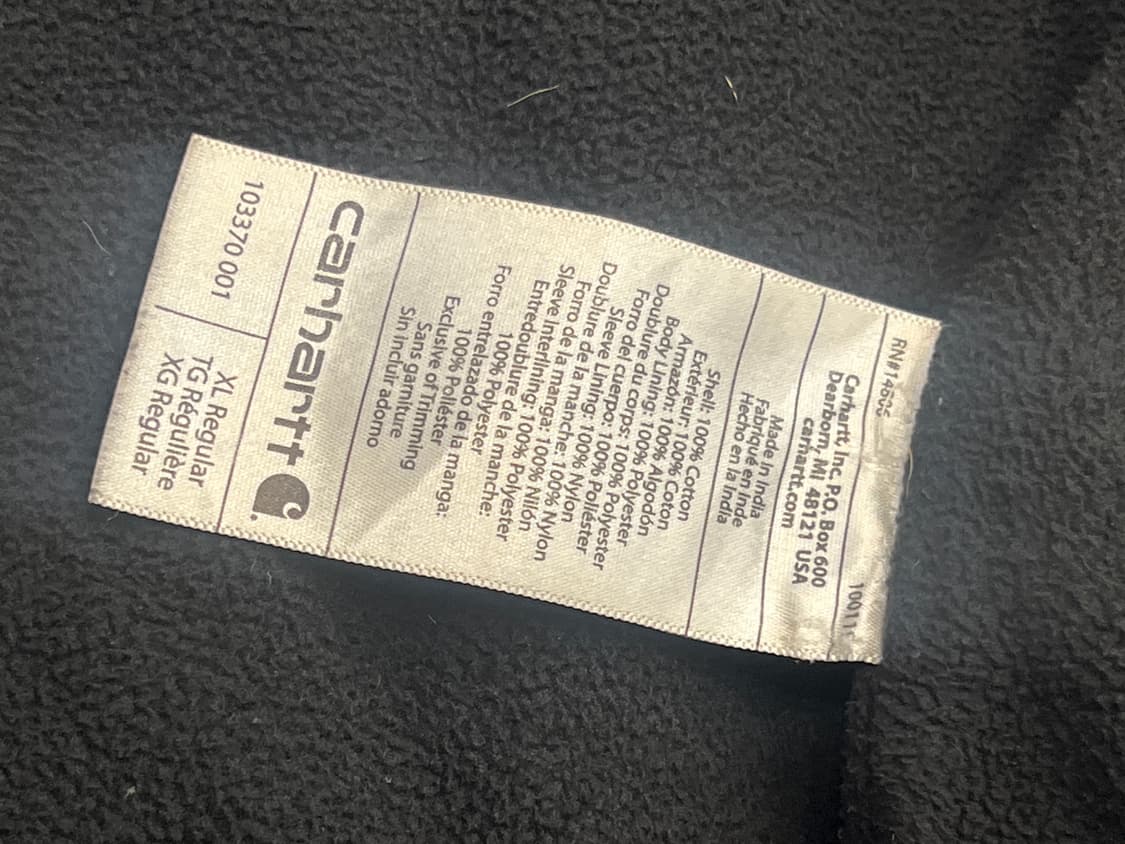 RN#14806
Carhartt, Inc. P.O. Box 600
Dearborn, MI 48121 USA
carhartt.com
Made in India
Fabriqué en Inde
Hecho en la India
Shell: 100% Cotton
Extérieur: 100% Coton
Armazón: 100% Algodón
Body Lining: 100% Polyester
Doublure du corps: 100% Polyester
Forro del cuerpo: 100% Poliéster
Sleeve Lining: 100% Nylon
Doublure de la manche: 100% Nylon
Forro de la manga: 100% Nilón
Sleeve Interlining: 100% Polyester
Entredoublure de la manche:
100% Polyester
Forro entrelazado de la manga:
100% Poliéster
Exclusive of Trimming
Sans garniture
Sin incluir adorno
carhartt
103370 001
XL Regular
TG Régulière
XG Regular